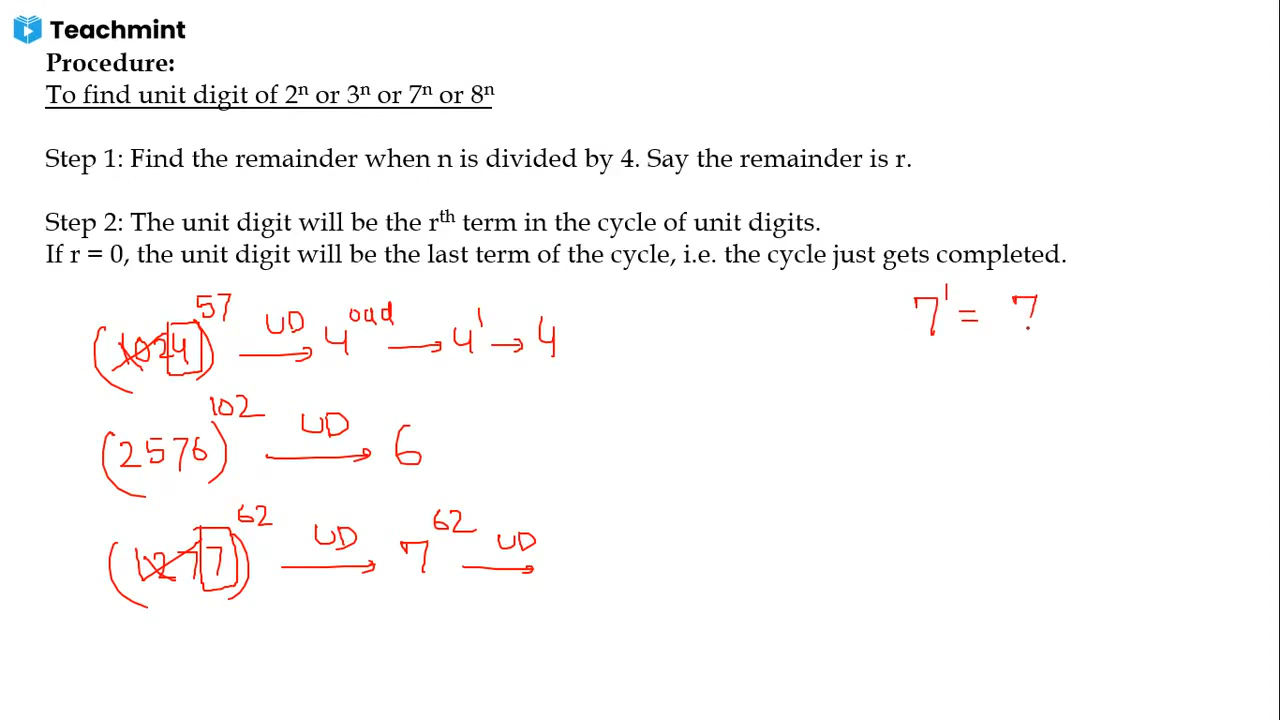 Teachmint
Procedure:
To find unit digit of 2ⁿ or 3ⁿ or 7ⁿ or 8ⁿ
Step 1: Find the remainder when n is divided by 4. Say the remainder is r.
Step 2: The unit digit will be the rᵗʰ term in the cycle of unit digits.
If r = 0, the unit digit will be the last term of the cycle, i.e. the cycle just gets completed.
(1024)⁵⁷ UD → 4ᵒᵈᵈ → 4¹ → 4
7¹ = 7
(2576)¹⁰² UD → 6
(1277)⁶² UD → 7⁶² UD →